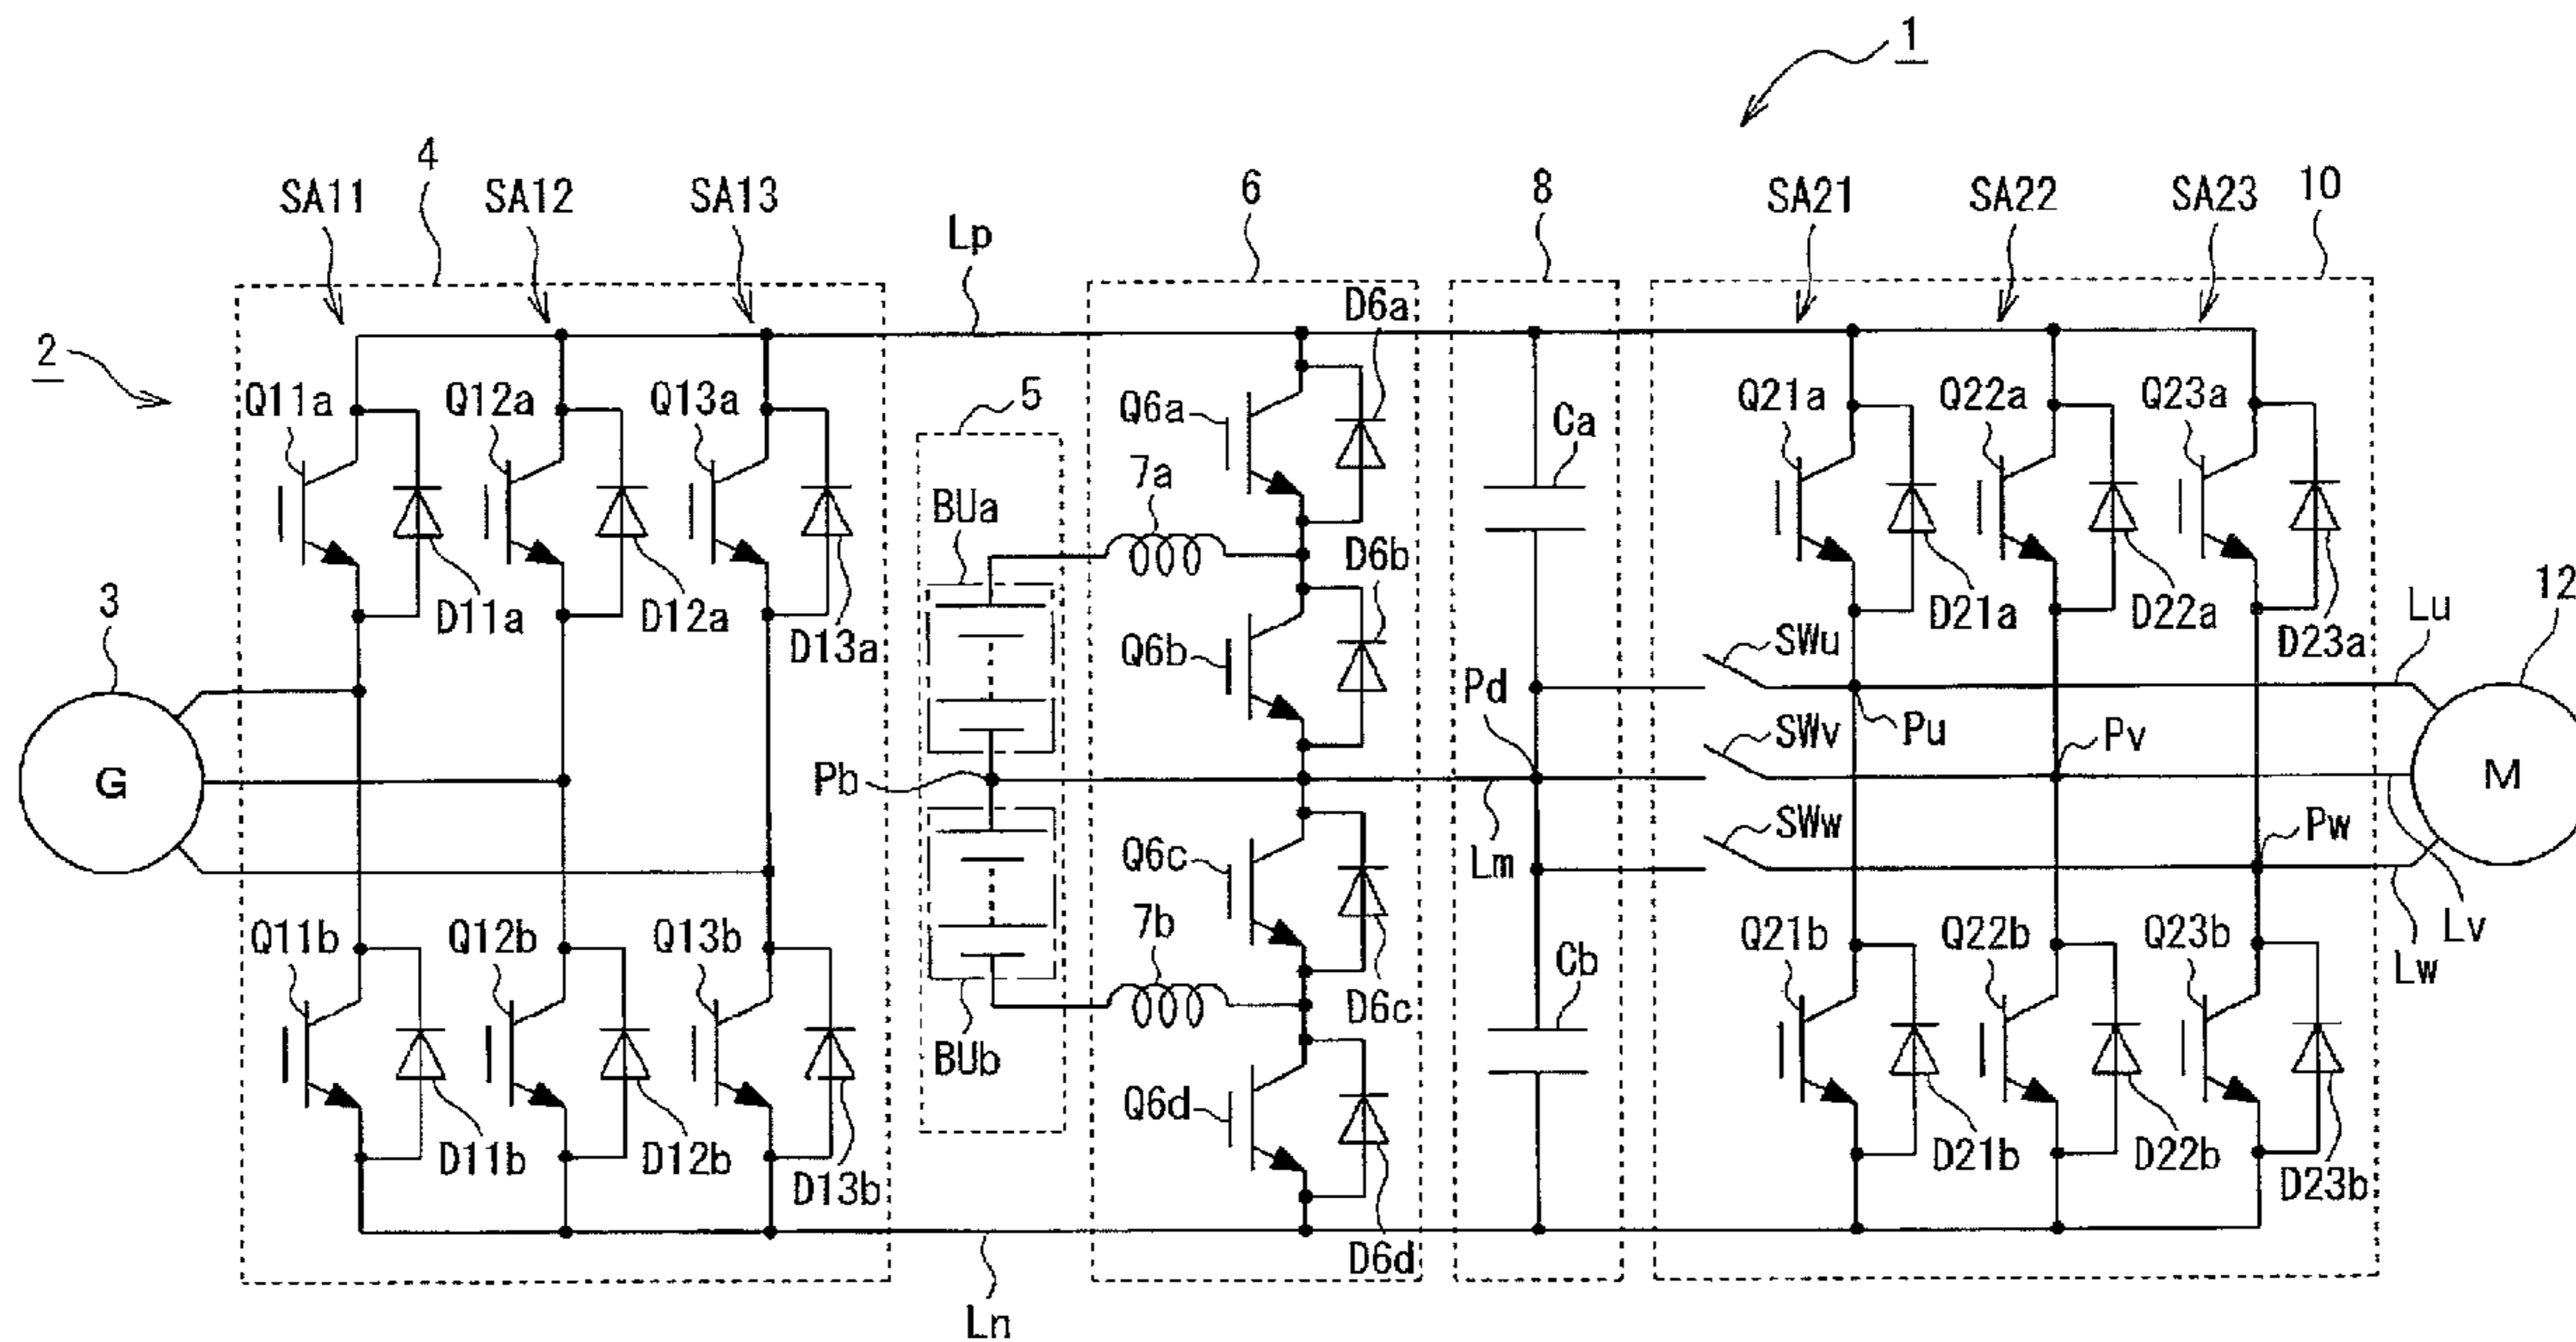 1
4
SA11
SA12
SA13
Lp
6
8
SA21
SA22
SA23
10
2
D6a
Q11a
Q12a
Q13a
5
Q6a
Ca
Q21a
Q22a
Q23a
7a
BUa
D6b
3
D11a
D12a
D13a
Q6b
SWu
D21a
D22a
D23a
Lu
12
Pd
Pu
SWv
Pv
G
Pb
M
SWw
Pw
Lm
Q6c
Q11b
Q12b
Q13b
7b
Cb
Q21b
Q22b
Q23b
Lv
Lw
D6c
BUb
Q6d
D11b
D12b
D13b
D21b
D22b
D23b
D6d
Ln